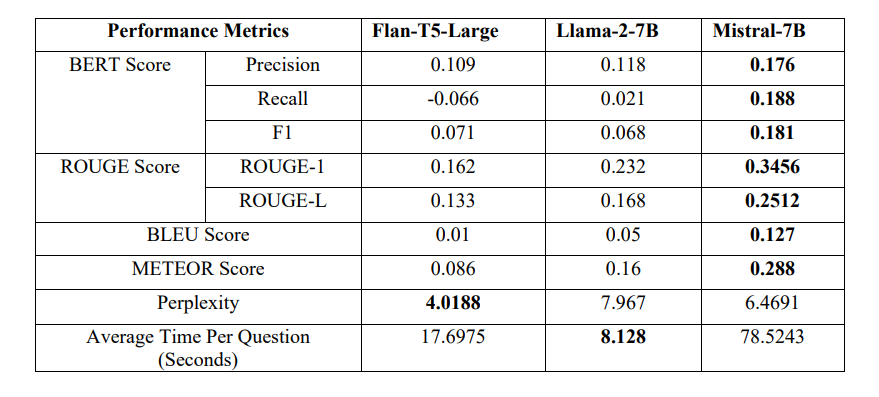 Performance Metrics Flan-T5-Large Llama-2-7B Mistral-7B
BERT Score Precision 0.109 0.118 0.176
Recall -0.066 0.021 0.188
F1 0.071 0.068 0.181
ROUGE Score ROUGE-1 0.162 0.232 0.3456
ROUGE-L 0.133 0.168 0.2512
BLEU Score 0.01 0.05 0.127
METEOR Score 0.086 0.16 0.288
Perplexity 4.0188 7.967 6.4691
Average Time Per Question 17.6975 8.128 78.5243
(Seconds)